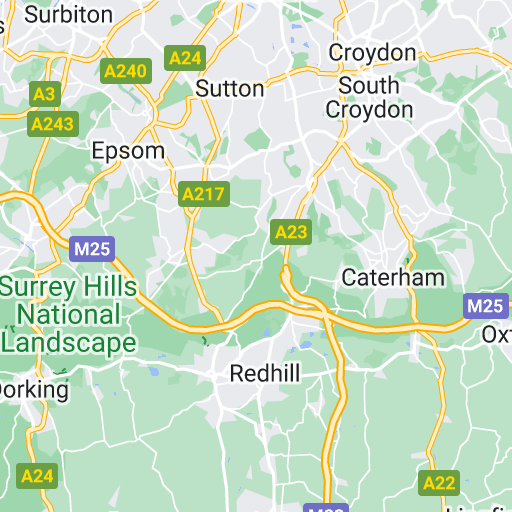 Surbiton
Croydon
A24
A240
A3
Sutton
South
Croydon
A243
Epsom
A217
A23
M25
Caterham
Surrey Hills
National
Landscape
M25
Redhill
A24
A22